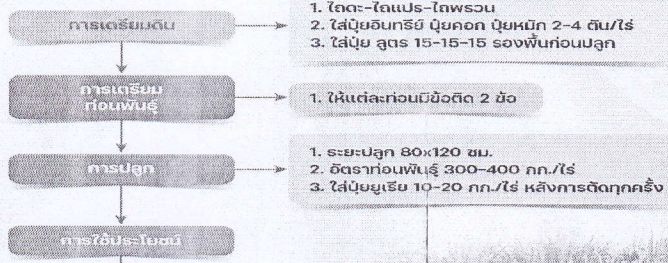 การเตรียมดิน
1. ไถดะ-ไถแปร-ไถพรวน
2. ใส่ปุ๋ยอินทรีย์ ปุ๋ยคอก ปุ๋ยหมัก 2-4 ตัน/ไร่
3. ใส่ปุ๋ย สูตร 15-15-15 รองพื้นก่อนปลูก
การเตรียม
ท่อนพันธุ์
1. ให้แต่ละท่อนมีข้อติด 2 ข้อ
การปลูก
1. ระยะปลูก 80x120 ซม.
2. อัตราท่อนพันธุ์ 300-400 กก./ไร่
3. ใส่ปุ๋ยยูเรีย 10-20 กก./ไร่ หลังการตัดทุกครั้ง
การใช้ประโยชน์